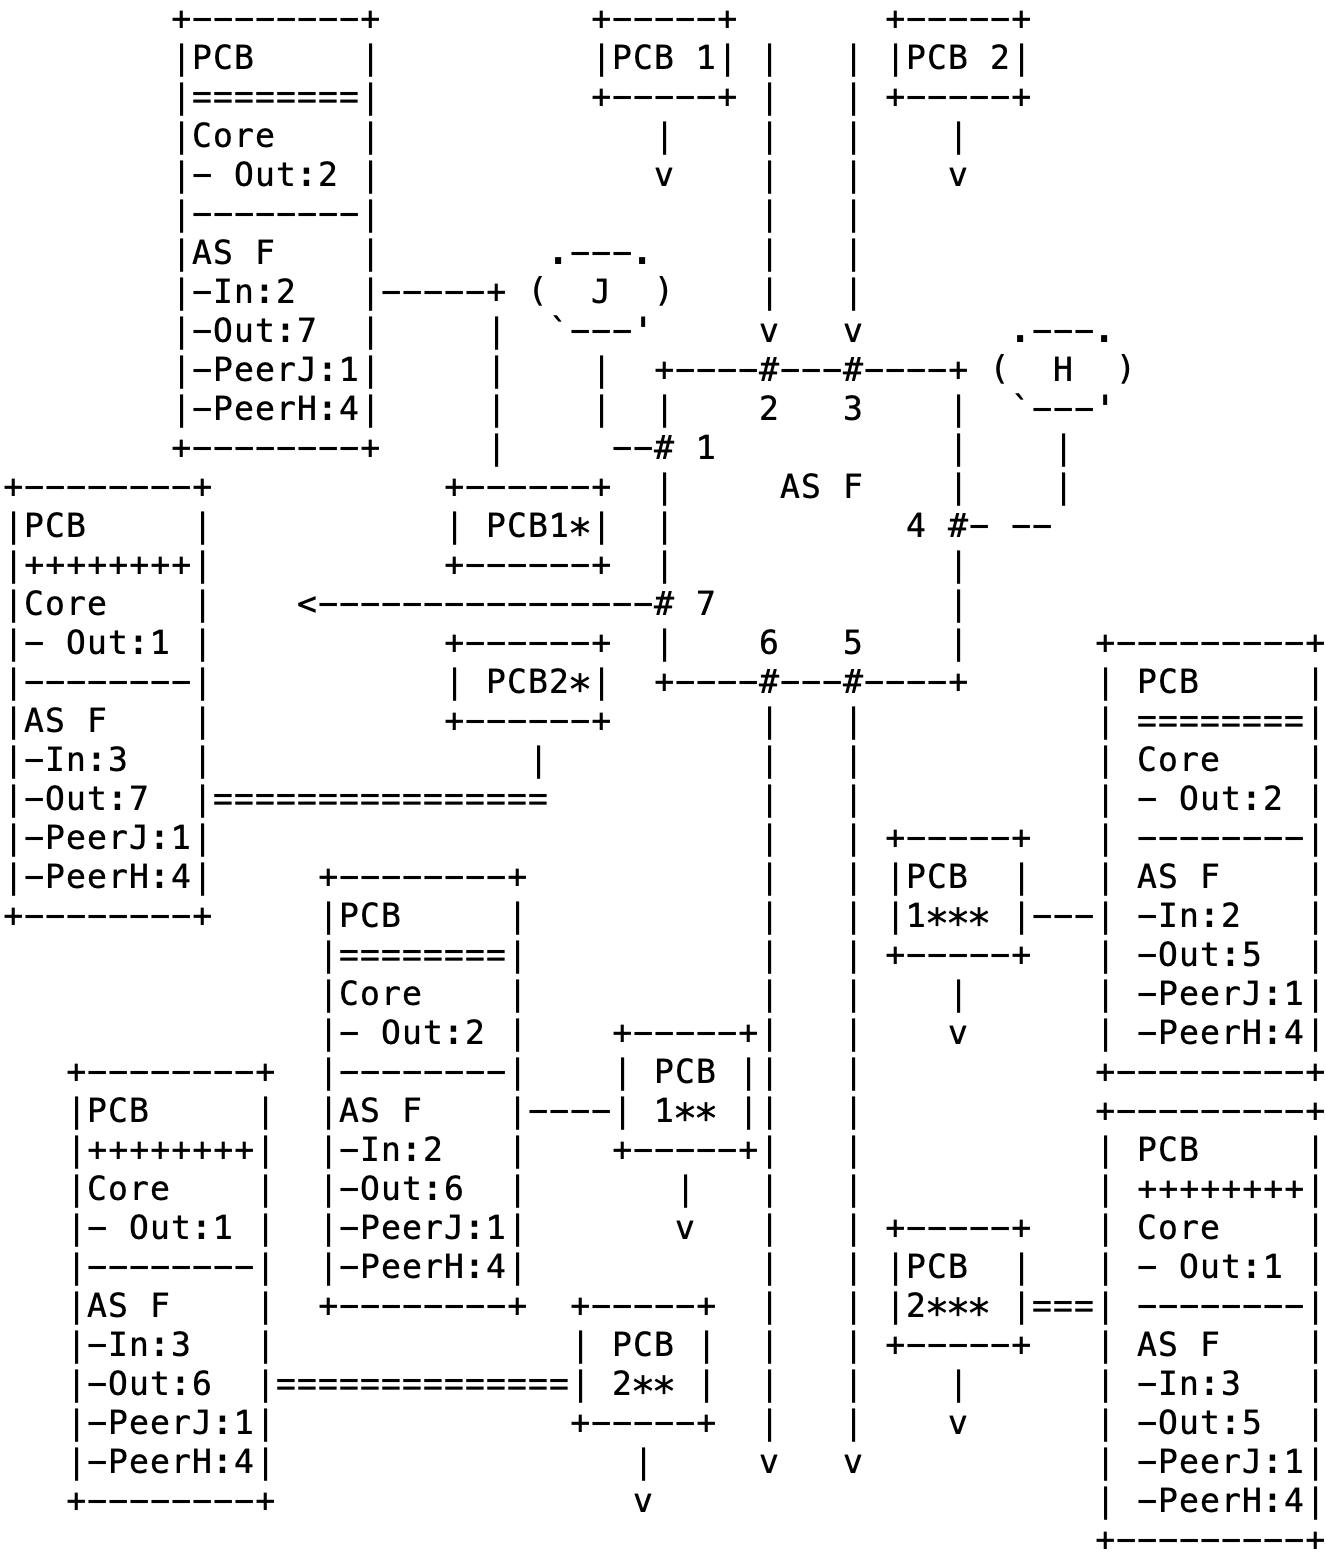 +--------+          +-----+       +-----+
|PCB     |          |PCB 1| |   | |PCB 2|
|========|          +-----+ |   | +-----+
|Core    |             |    |   |    |
|- Out:2 |             v    |   |    v
|--------|                  |   |
|AS F    |        .---.     |   |
|-In:2   |-----+ (  J  )    |   |
|-Out:7  |     |  `---'     v   v       .---.
|-PeerJ:1|     |    |  +----#---#----+ (  H  )
|-PeerH:4|     |    |  |    2   3    |  `---'
+--------+     |     --# 1           |    |
+--------+           +------+  |     AS F    |    |
|PCB     |           | PCB1*|  |           4 #- --
|++++++++|           +------+  |             |
|Core    |    <----------------# 7           |
|- Out:1 |           +------+  |    6   5    |      +---------+
|--------|           | PCB2*|  +----#---#----+      | PCB     |
|AS F    |           +------+       |   |           | ========|
|-In:3   |               |          |   |           | Core    |
|-Out:7  |================          |   |           | - Out:2 |
|-PeerJ:1|                          |   | +-----+   | --------|
|-PeerH:4|     +--------+           |   | |PCB  |   | AS F    |
+--------+     |PCB     |           |   | |1*** |---| -In:2   |
|========|           |   | +-----+   | -Out:5  |
|Core    |           |   |    |      | -PeerJ:1|
|- Out:2 |    +-----+|   |    v      | -PeerH:4|
+--------+  |--------|    | PCB ||   |           +---------+
|PCB     |  |AS F    |----| 1** ||   |           +---------+
|++++++++|  |-In:2   |    +-----+|   |           | PCB     |
|Core    |  |-Out:6  |       |   |   |           | ++++++++|
|- Out:1 |  |-PeerJ:1|       v   |   | +-----+   | Core    |
|--------|  |-PeerH:4|           |   | |PCB  |   | - Out:1 |
|AS F    |  +--------+  +-----+  |   | |2*** |===| --------|
|-In:3   |              | PCB |  |   | +-----+   | AS F    |
|-Out:6  |==============| 2** |  |   |    |      | -In:3   |
|-PeerJ:1|              +-----+  |   |    v      | -Out:5  |
|-PeerH:4|                 |     v   v           | -PeerJ:1|
+--------+                 v                     | -PeerH:4|
+---------+